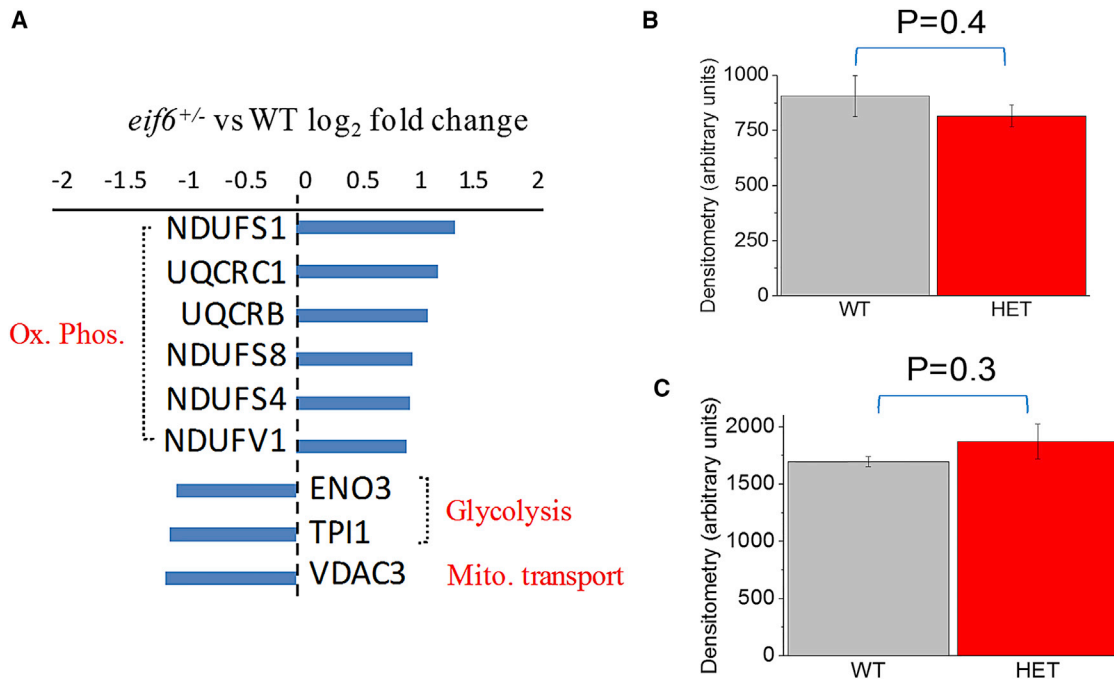 A
eif6+/- vs WT log2 fold change
-2 -1.5 -1 -0.5 0 0.5 1 1.5 2
NDUFS1
UQCRC1
UQCRB
Ox. Phos.
NDUFS8
NDUFS4
NDUFV1
ENO3
Glycolysis
TPI1
VDAC3 Mito. transport
B
P=0.4
Densitometry (arbitrary units)
1000
750
500
250
0
WT HET
C
P=0.3
Densitometry (arbitrary units)
2000
1500
1000
500
0
WT HET